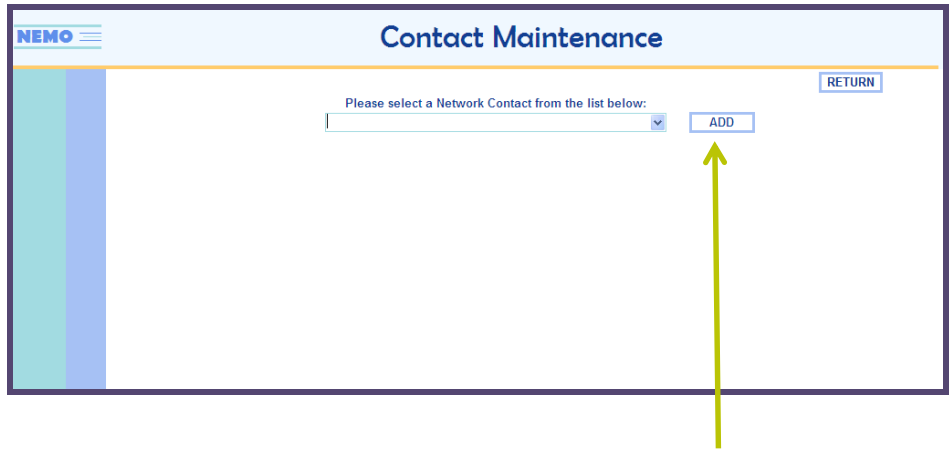 NEMO
Contact Maintenance
RETURN
Please select a Network Contact from the list below:
ADD